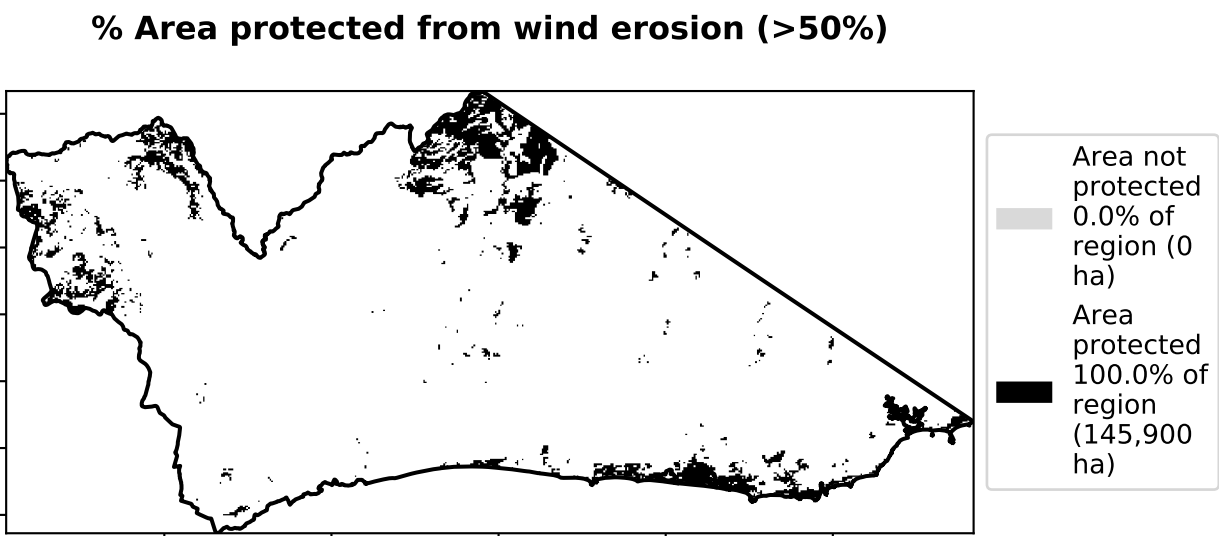 % Area protected from wind erosion (>50%)
Area not
protected
0.0% of
region (0
ha)
Area
protected
100.0% of
region
(145,900
ha)